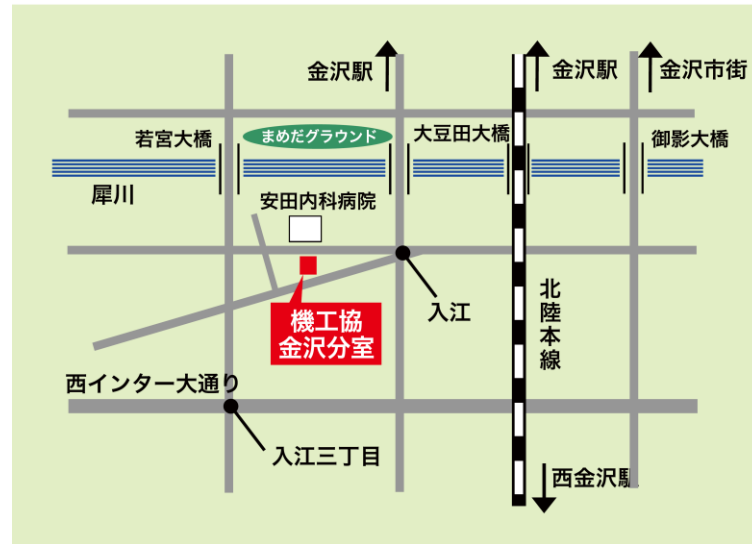 金沢駅
金沢駅
金沢市街
若宮大橋
まめだグラウンド
大豆田大橋
御影大橋
犀川
安田内科病院
入江
北陸本線
機工協
金沢分室
西インター大通り
入江三丁目
西金沢駅